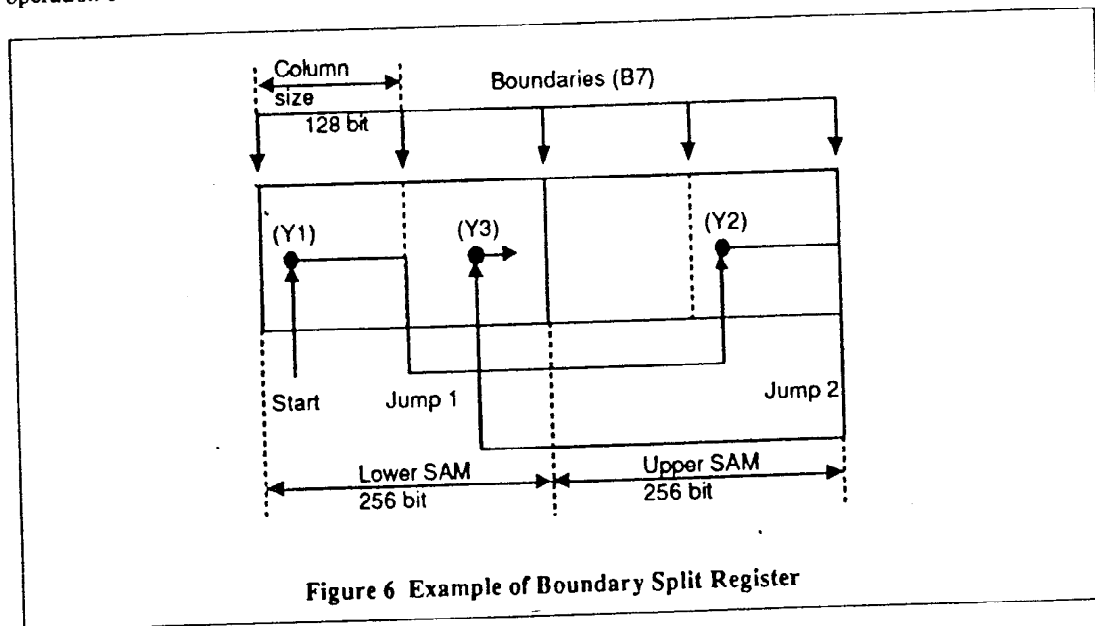 operation
Column
size
128 bit
Boundaries (B7)
(Y1)
(Y3)
(Y2)
Start
Jump 1
Jump 2
Lower SAM
256 bit
Upper SAM
256 bit
Figure 6 Example of Boundary Split Register